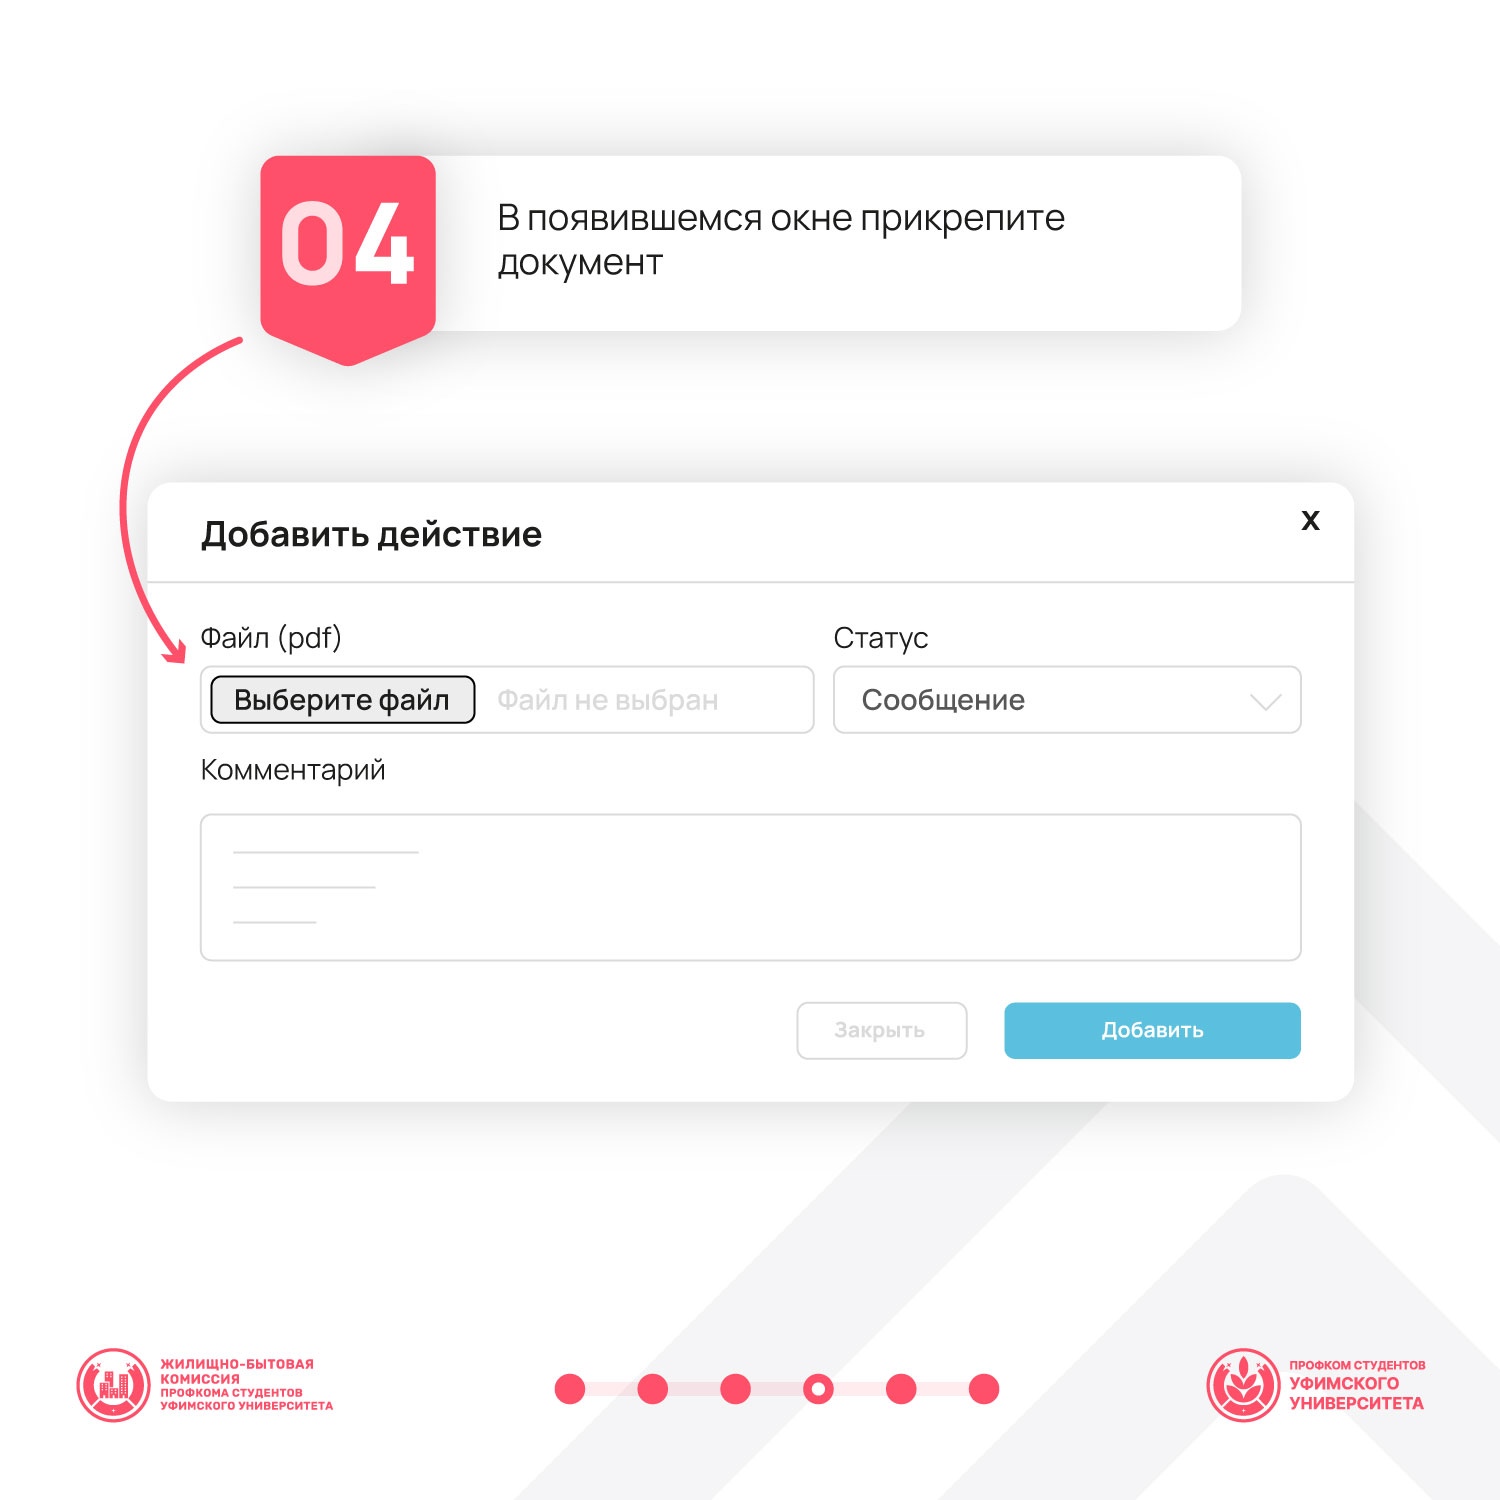 04
В появившемся окне прикрепите
документ
Добавить действие
x
Файл (pdf)
Статус
Выберите файл
Файл не выбран
Сообщение
Комментарий
Закрыть
Добавить
ЖИЛИЩНО-БЫТОВАЯ
КОМИССИЯ
ПРОФКОМА СТУДЕНТОВ
УФИМСКОГО УНИВЕРСИТЕТА
ПРОФКОМ СТУДЕНТОВ
УФИМСКОГО
УНИВЕРСИТЕТА